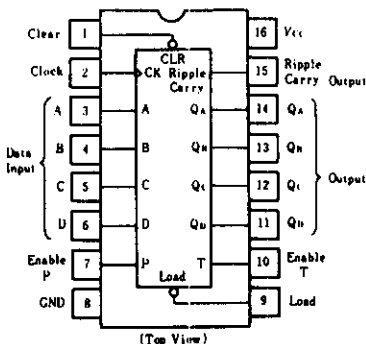 Clear 1 16 Vcc
CLR
Clock 2 CK Ripple Carry 15 Ripple Carry Output
A 3 A QA 14 QA
Data Input
B 4 B QB 13 QB
C 5 C QC 12 QC Output
D 6 D QD 11 QD
Enable P 7 P T 10 Enable T
Load
GND 8 9 Load
(Top View)